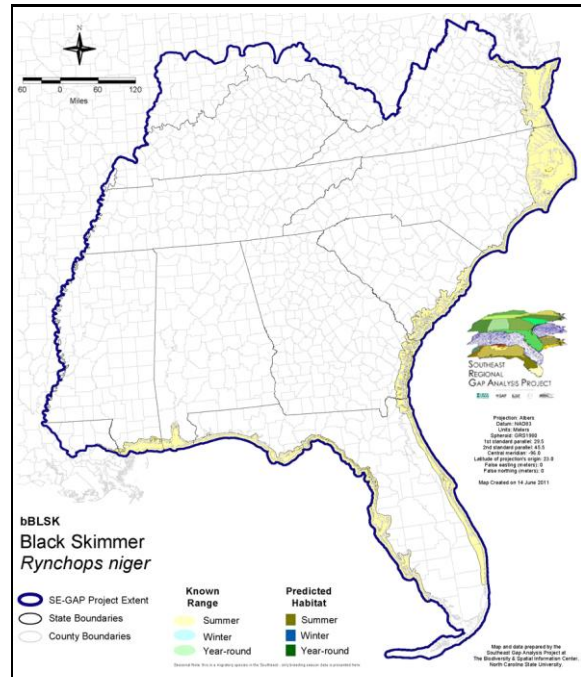 N
60 0 60 120
Miles
SOUTHEAST
REGIONAL
GAP ANALYSIS PROJECT
Projection: Albers
Datum: NAD83
Units: Meters
Spheroid: GRS1980
1st standard parallel: 29.5
2nd standard parallel: 45.5
Central meridian: -96.0
Latitude of projection's origin: 23.0
False easting (meters): 0
False northing (meters): 0
Map Created on 14 June 2011
bBLSK
Black Skimmer
Rynchops niger
SE-GAP Project Extent
State Boundaries
County Boundaries
Known
Range
Summer
Winter
Year-round
Predicted
Habitat
Summer
Winter
Year-round
Map and data prepared by the
Southeast Gap Analysis Project at
The Biodiversity & Spatial Information Center,
North Carolina State University.